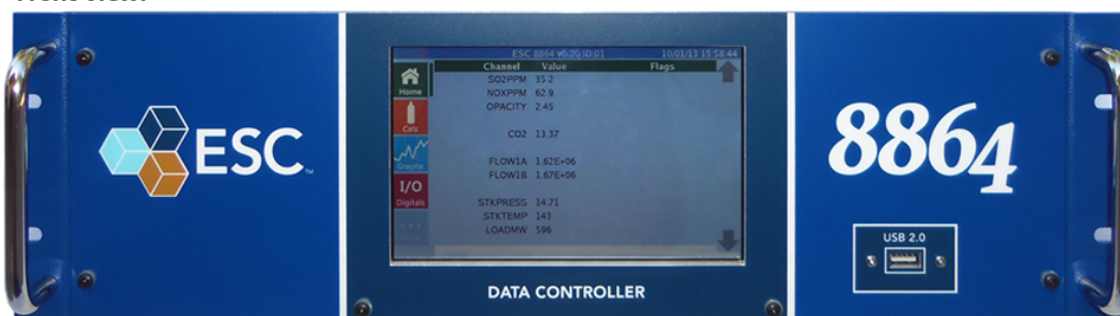 ESC
ESC 8864 v0.20 ID:01 10/01/13 15:58:44
Channel Value Flags
Home
SO2PPM 35.2
NOXPPM 62.9
OPACITY 2.45
Cals
CO2 13.37
Graphs
FLOW1A 1.62E+06
FLOW1B 1.67E+06
I/O
Digitals
STKPRESS 14.71
STKTEMP 143
LOADMW 596
DATA CONTROLLER
8864
USB 2.0